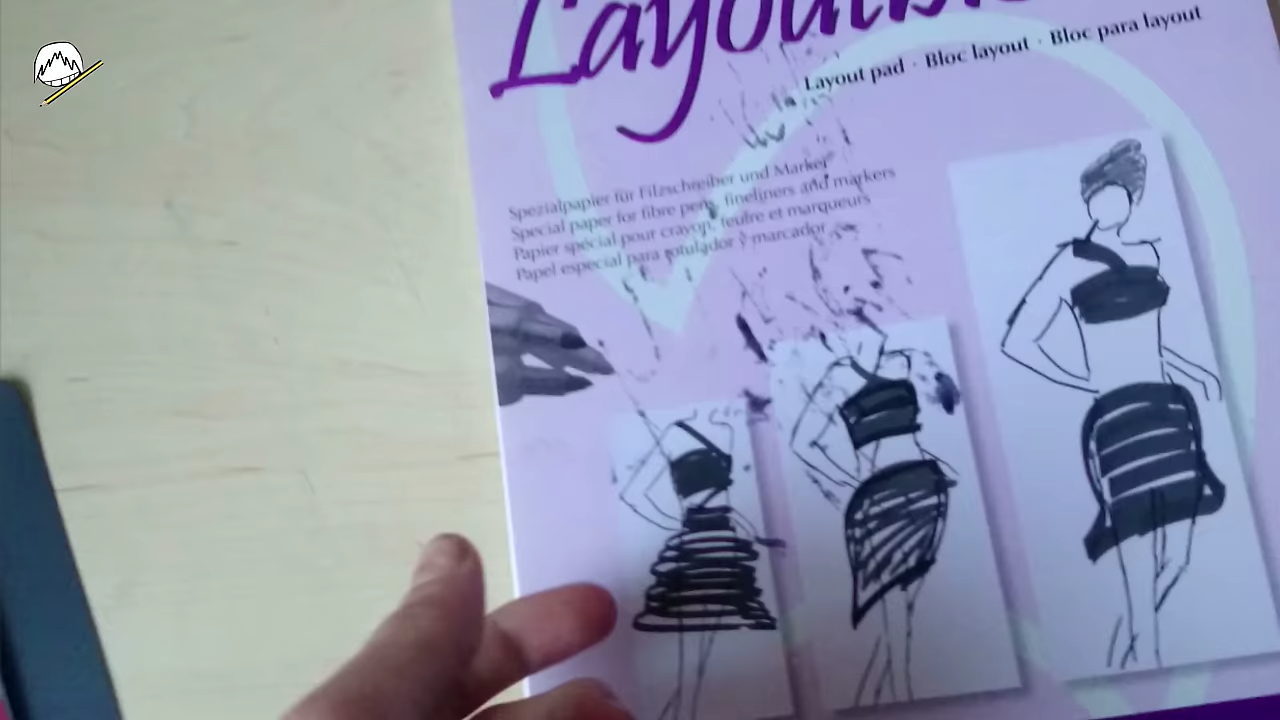 Layout pad · Bloc layout · Bloc para layout
Spezialpapier für Filzschreiber und Marker
Special paper for fibre pens, fineliners and markers
Papier spécial pour crayon, feutre et marqueurs
Papel especial para rotulador y marcador